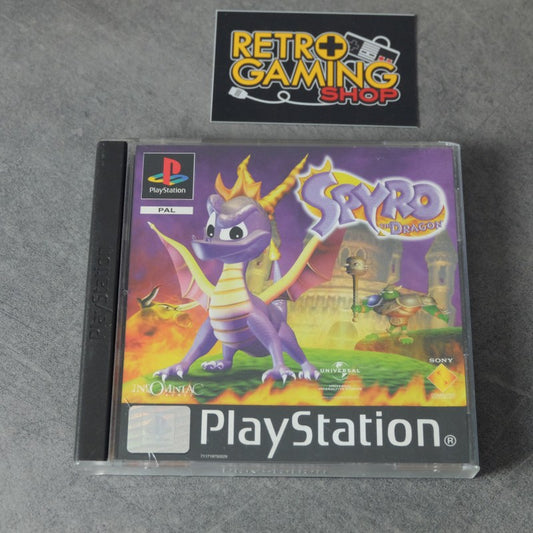 RETRO
GAMING
SHOP
PlayStation
PAL
SPYRO
THE DRAGON
INSOMNIAC
UNIVERSAL
SONY
PlayStation®
PlayStation